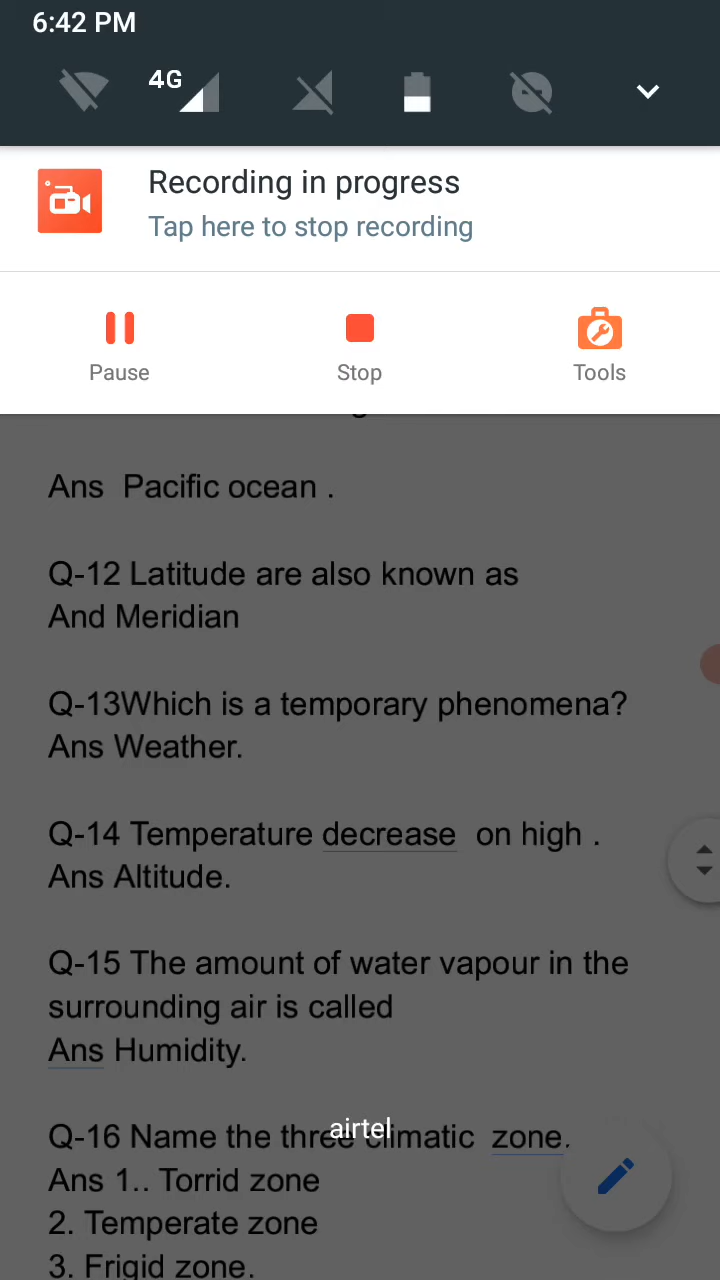 6:42 PM
4G
Recording in progress
Tap here to stop recording
Pause
Stop
Tools
Ans Pacific ocean .
Q-12 Latitude are also known as
And Meridian
Q-13Which is a temporary phenomena?
Ans Weather.
Q-14 Temperature decrease on high .
Ans Altitude.
Q-15 The amount of water vapour in the
surrounding air is called
Ans Humidity.
Q-16 Name the three climatic zone.
airtel
Ans 1.. Torrid zone
2. Temperate zone
3. Frigid zone.